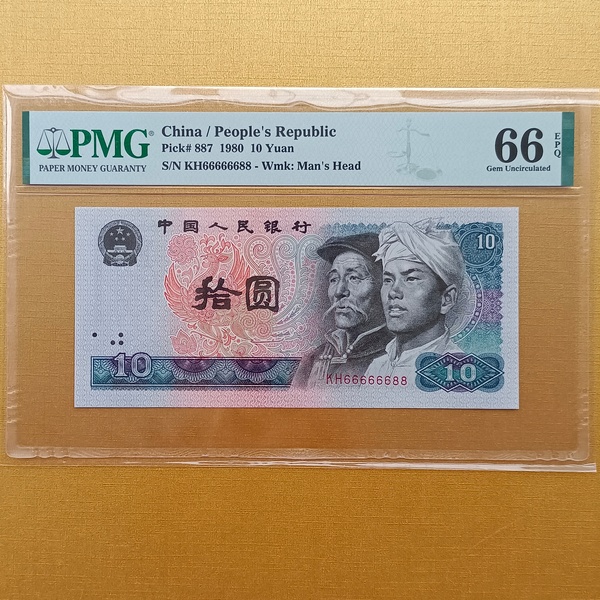 PMG
PAPER MONEY GUARANTY
China / People's Republic
Pick# 887 1980 10 Yuan
S/N KH66666688 - Wmk: Man's Head
66
EPQ
Gem Uncirculated
中国人民银行
10
拾圆
10
KH66666688
10